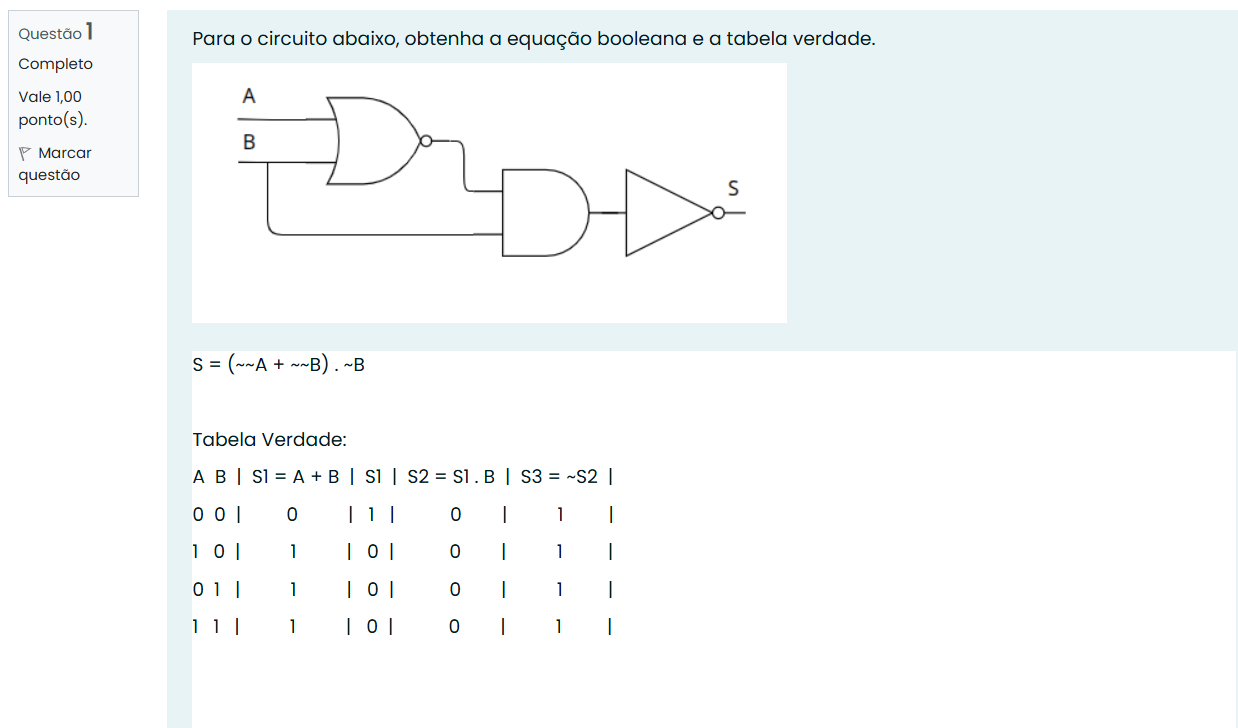 Questão 1
Completo
Vale 1,00
ponto(s).
Marcar
questão
Para o circuito abaixo, obtenha a equação booleana e a tabela verdade.
A
B
S
S = (~~A + ~~B) . ~B
Tabela Verdade:
A B | S1 = A + B | S1 | S2 = S1 . B | S3 = ~S2 |
0 0 | 0 | 1 | 0 | 1 |
1 0 | 1 | 0 | 0 | 1 |
0 1 | 1 | 0 | 0 | 1 |
1 1 | 1 | 0 | 0 | 1 |